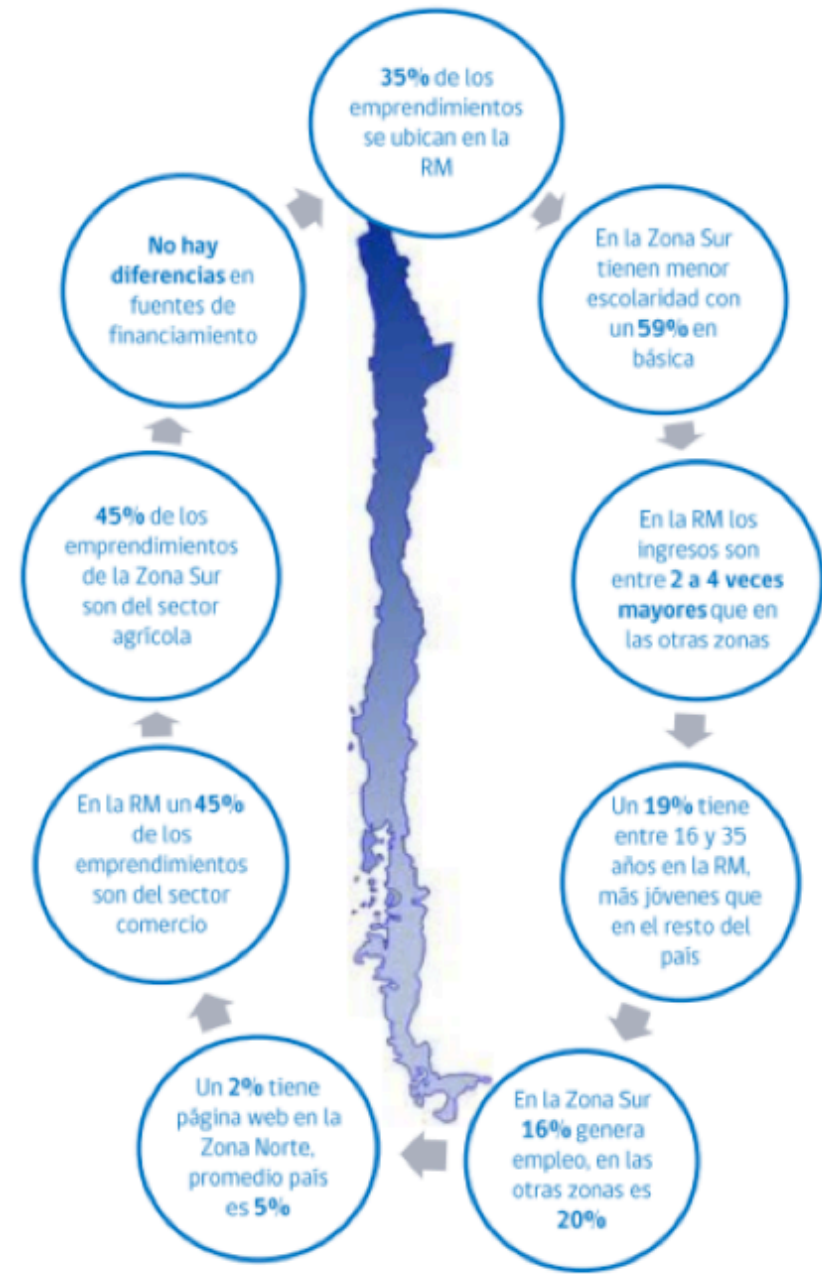 35% de los
emprendimientos
se ubican en la
RM
En la Zona Sur
tienen menor
escolaridad con
un 59% en
básica
En la RM los
ingresos son
entre 2 a 4 veces
mayores que en
las otras zonas
Un 19% tiene
entre 16 y 35
años en la RM,
más jóvenes que
en el resto del
país
En la Zona Sur
16% genera
empleo, en las
otras zonas es
20%
Un 2% tiene
página web en la
Zona Norte,
promedio país
es 5%
En la RM un 45%
de los
emprendimientos
son del sector
comercio
45% de los
emprendimientos
de la Zona Sur
son del sector
agrícola
No hay
diferencias en
fuentes de
financiamiento